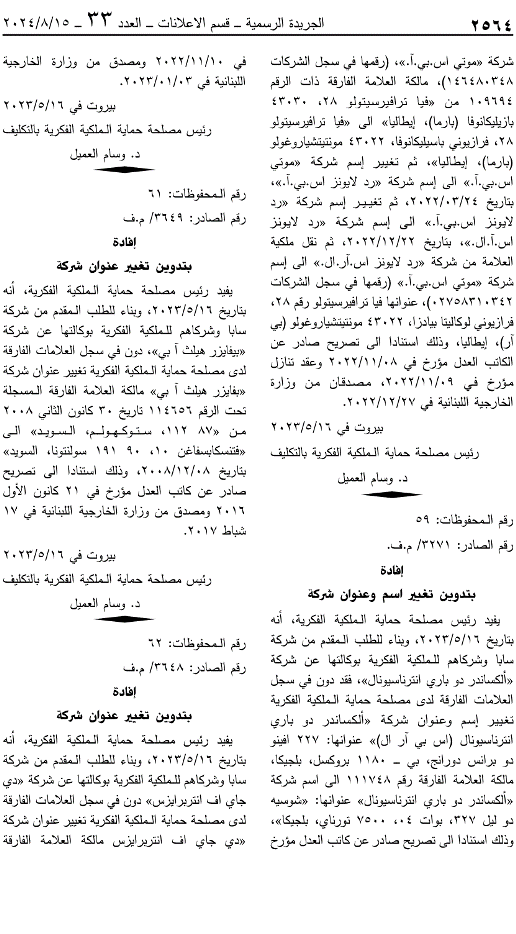 ٢٥٦٤
الجريدة الرسمية ــ قسم الاعلانات ــ العدد ٣٣ ــ ٢٠٢٤/٨/١٥
شركة «موتي اس.بي.آ.»، (رقمها في سجل الشركات
٠١٤٦٤٨٠٣٤٨)، مالكة العلامة الفارقة ذات الرقم
١٠٩٦٩٤ من «فيا ترافيرسيتولو ٢٨، ٤٣٠٣٠
بازيليكانوفا (بارما)، إيطاليا» الى «فيا ترافيرسيتولو
٢٨، فرازيوني باسيليكانوفا، ٤٣٠٢٢ مونتيتشياروغولو
(بارما)، إيطاليا»، ثم تغيير إسم شركة «موتي
اس.بي.آ.» الى إسم شركة «رد لايونز اس.بي.آ.»،
بتاريخ ٢٠٢٢/٠٣/٢٤، ثم تغيير إسم شركة «رد
لايونز اس.بي.آ.» الى إسم شركة «رد لايونز
اس.آ.ال.»، بتاريخ ٢٠٢٢/١٢/٢٢، ثم نقل ملكية
العلامة من شركة «رد لايونز اس.آر.ال.» الى إسم
شركة «موتي اس.بي.آ.» (رقمها في سجل الشركات
٠٢٧٥٨٣١٠٣٤٢)، عنوانها فيا ترافيرسيتولو رقم ٢٨،
فرازيوني لوكاليتا بيادزا، ٤٣٠٢٢ مونتيتشياروغولو (بي
آر)، إيطاليا، وذلك استنادا الى تصريح صادر عن
الكاتب العدل مؤرخ في ٢٠٢٢/١١/٠٨ وعقد تنازل
مؤرخ في ٢٠٢٢/١١/٠٩، مصدقان من وزارة
الخارجية اللبنانية في ٢٠٢٢/١٢/٢٧.
بيروت في ٢٠٢٣/٥/١٦
رئيس مصلحة حماية الملكية الفكرية بالتكليف
د. وسام العميل
رقم المحفوظات: ٥٩
رقم الصادر: ٣٢٧١/ م.ف.
إفادة
بتدوين تغيير اسم وعنوان شركة
يفيد رئيس مصلحة حماية الملكية الفكرية، أنه
بتاريخ ٢٠٢٣/٥/١٦، وبناء للطلب المقدم من شركة
سابا وشركاهم للملكية الفكرية بوكالتها عن شركة
«ألكساندر دو باري انترناسيونال»، فقد دون في سجل
العلامات الفارقة لدى مصلحة حماية الملكية الفكرية
تغيير إسم وعنوان شركة «ألكساندر دو باري
انترناسيونال (اس بي آر ال)» عنوانها: ٢٢٧ افينو
دو برانس دورانج، بي ــ ١١٨٠ بروكسل، بلجيكا،
مالكة العلامة الفارقة رقم ١١١٧٤٨ الى اسم شركة
«ألكساندر دو باري انترناسيونال» عنوانها: «شوسيه
دو ليل ٣٢٧، بوات ٠٤، ٧٥٠٠ تورناي، بلجيكا»،
وذلك استناداً الى تصريح صادر عن كاتب العدل مؤرخ
في ٢٠٢٢/١١/١٠ ومصدق من وزارة الخارجية
اللبنانية في ٢٠٢٣/٠١/٠٣.
بيروت في ٢٠٢٣/٥/١٦
رئيس مصلحة حماية الملكية الفكرية بالتكليف
د. وسام العميل
رقم المحفوظات: ٦١
رقم الصادر: ٣٦٤٩/ م.ف
إفادة
بتدوين تغيير عنوان شركة
يفيد رئيس مصلحة حماية الملكية الفكرية، أنه
بتاريخ ٢٠٢٣/٥/١٦، وبناء للطلب المقدم من شركة
سابا وشركاهم للملكية الفكرية بوكالتها عن شركة
«بيفايزر هيلث آ بي»، دون في سجل العلامات الفارقة
لدى مصلحة حماية الملكية الفكرية تغيير عنوان شركة
«بفايزر هيلث آ بي» مالكة العلامة الفارقة المسجلة
تحت الرقم ١١٤٦٥٦ تاريخ ٣٠ كانون الثاني ٢٠٠٨
من «٨٧ ١١٢، ستوكهولم، السويد» الى
«فتنسكابسفاغن ١٠، ٩٠ ١٩١ سولنتونا، السويد»
بتاريخ ٢٠٠٨/١٢/٠٨، وذلك استنادا الى تصريح
صادر عن كاتب العدل مؤرخ في ٢١ كانون الأول
٢٠١٦ ومصدق من وزارة الخارجية اللبنانية في ١٧
شباط ٢٠١٧.
بيروت في ٢٠٢٣/٥/١٦
رئيس مصلحة حماية الملكية الفكرية بالتكليف
د. وسام العميل
رقم المحفوظات: ٦٢
رقم الصادر: ٣٦٤٨/ م.ف
إفادة
بتدوين تغيير عنوان شركة
يفيد رئيس مصلحة حماية الملكية الفكرية، أنه
بتاريخ ٢٠٢٣/٥/١٦، وبناء للطلب المقدم من شركة
سابا وشركاهم للملكية الفكرية بوكالتها عن شركة «دي
جاي اف انتربرايزس» دون في سجل العلامات الفارقة
لدى مصلحة حماية الملكية الفكرية تغيير عنوان شركة
«دي جاي اف انتربرايزس مالكة العلامة الفارقة